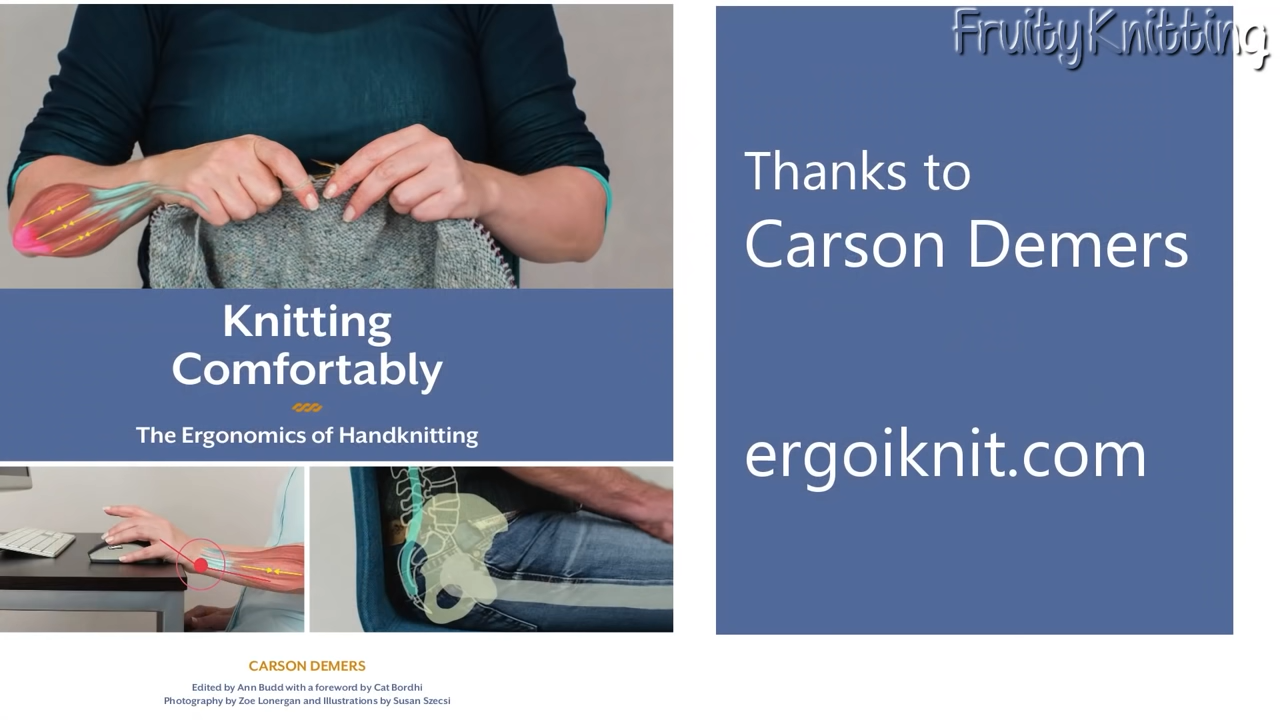 Knitting
Comfortably
The Ergonomics of Handknitting
CARSON DEMERS
Edited by Ann Budd with a foreword by Cat Bordhi
Photography by Zoe Lonergan and Illustrations by Susan Szecsi
FruityKnitting
Thanks to
Carson Demers
ergoiknit.com